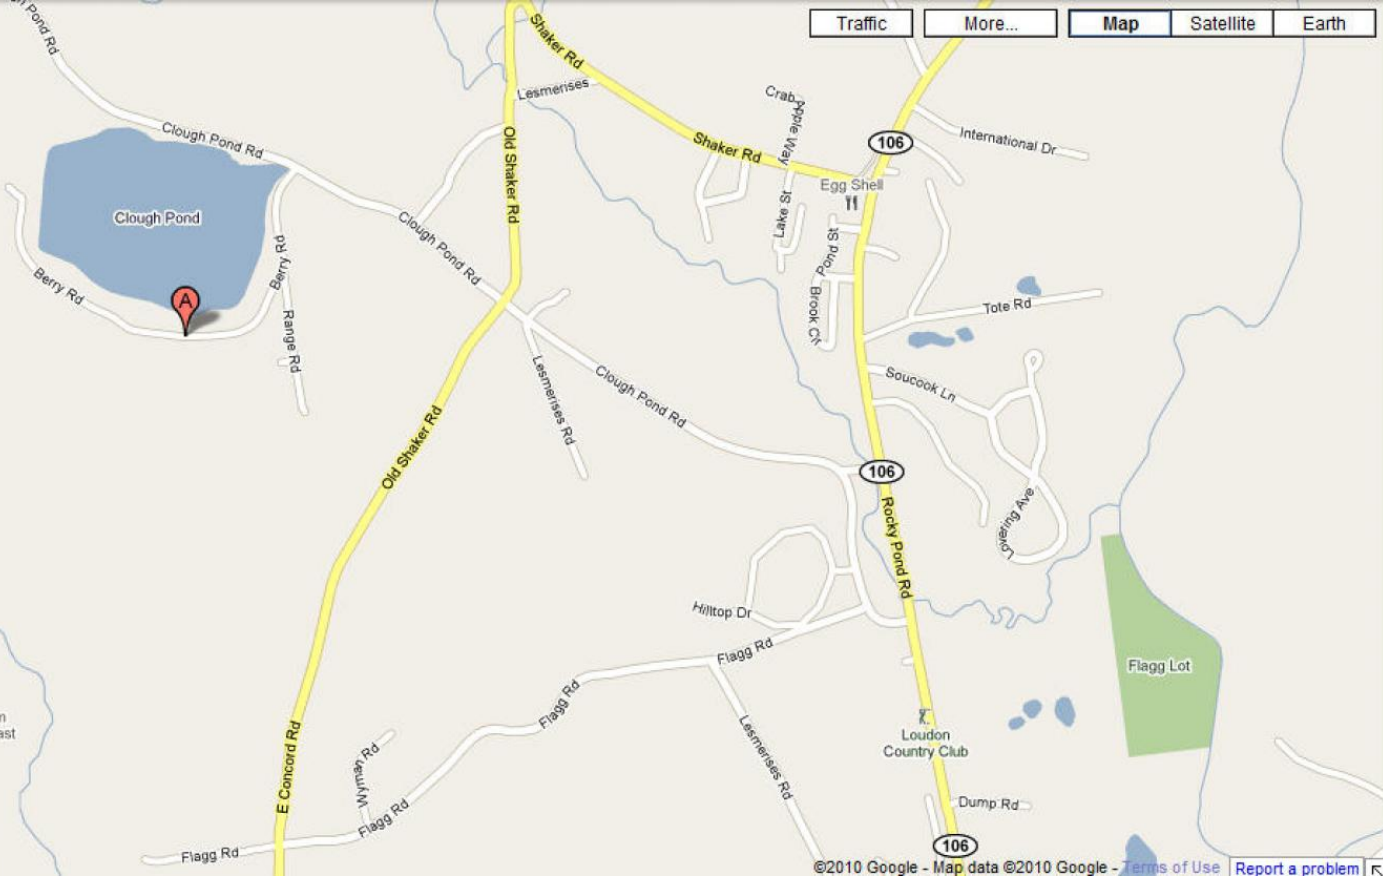 Traffic
More...
Map
Satellite
Earth
Pond Rd
Shaker Rd
Lesmerises
Crab Apple Way
Clough Pond Rd
Old Shaker Rd
Shaker Rd
106
International Dr
Egg Shell
Clough Pond
Lake St
Clough Pond Rd
Pond St
Berry Rd
Berry Rd
A
Range Rd
Brook Ct
Tote Rd
Lesmerises Rd
Clough Pond Rd
Soucook Ln
Old Shaker Rd
106
Rocky Pond Rd
Lovering Ave
Hilltop Dr
Flagg Rd
Flagg Lot
Flagg Rd
Lesmerises Rd
Loudon
Country Club
E Concord Rd
Wyman Rd
Flagg Rd
Dump Rd
Flagg Rd
106
©2010 Google - Map data ©2010 Google - Terms of Use
Report a problem